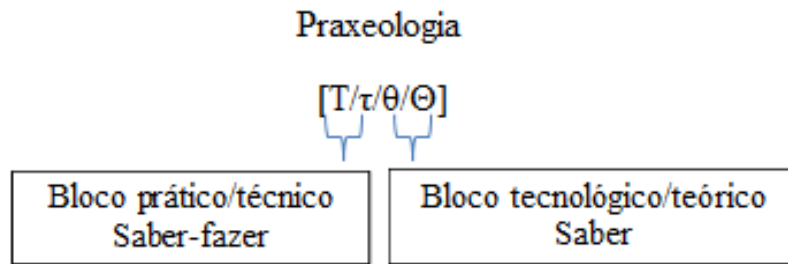 Praxeologia
[T/τ/θ/Θ]
Bloco prático/técnico
Saber-fazer
Bloco tecnológico/teórico
Saber